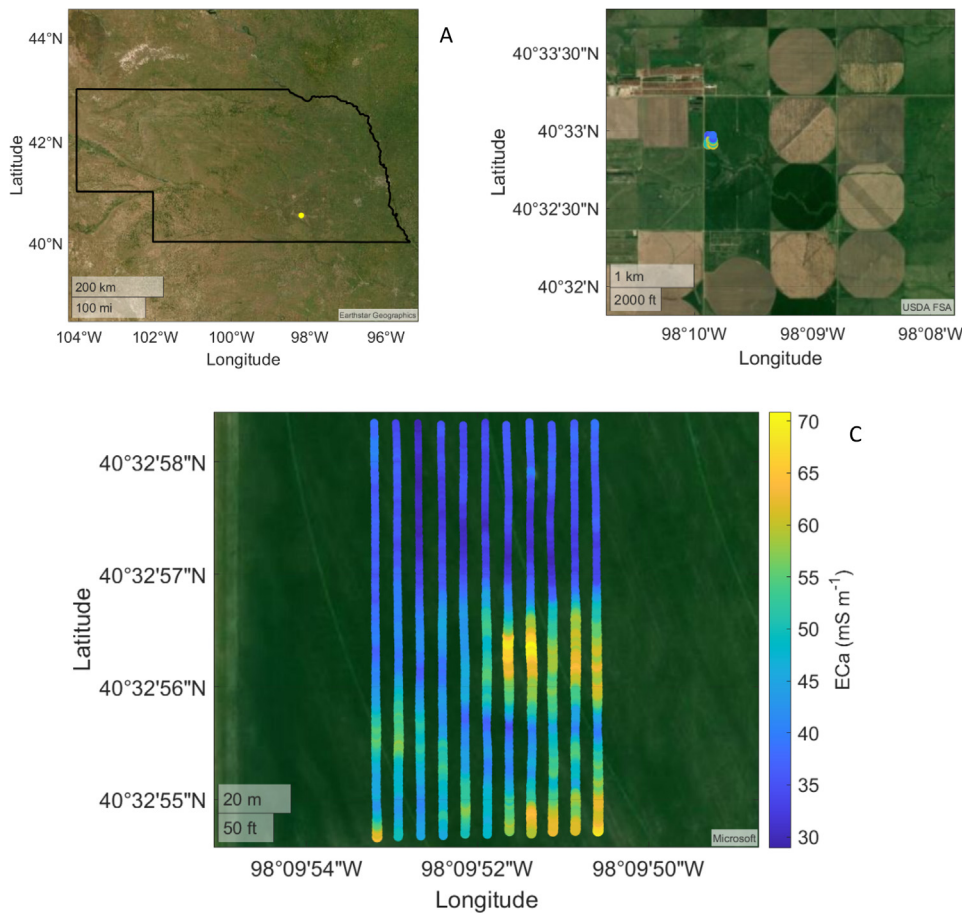 A
44°N
42°N
40°N
Latitude
200 km
100 mi
Earthstar Geographics
104°W 102°W 100°W 98°W 96°W
Longitude
40°33'30"N
40°33'N
40°32'30"N
40°32'N
Latitude
1 km
2000 ft
USDA FSA
98°10'W 98°09'W 98°08'W
Longitude
C
40°32'58"N
40°32'57"N
40°32'56"N
40°32'55"N
Latitude
20 m
50 ft
Microsoft
98°09'54"W 98°09'52"W 98°09'50"W
Longitude
70
65
60
55
50
45
40
35
30
ECa (mS m⁻¹)